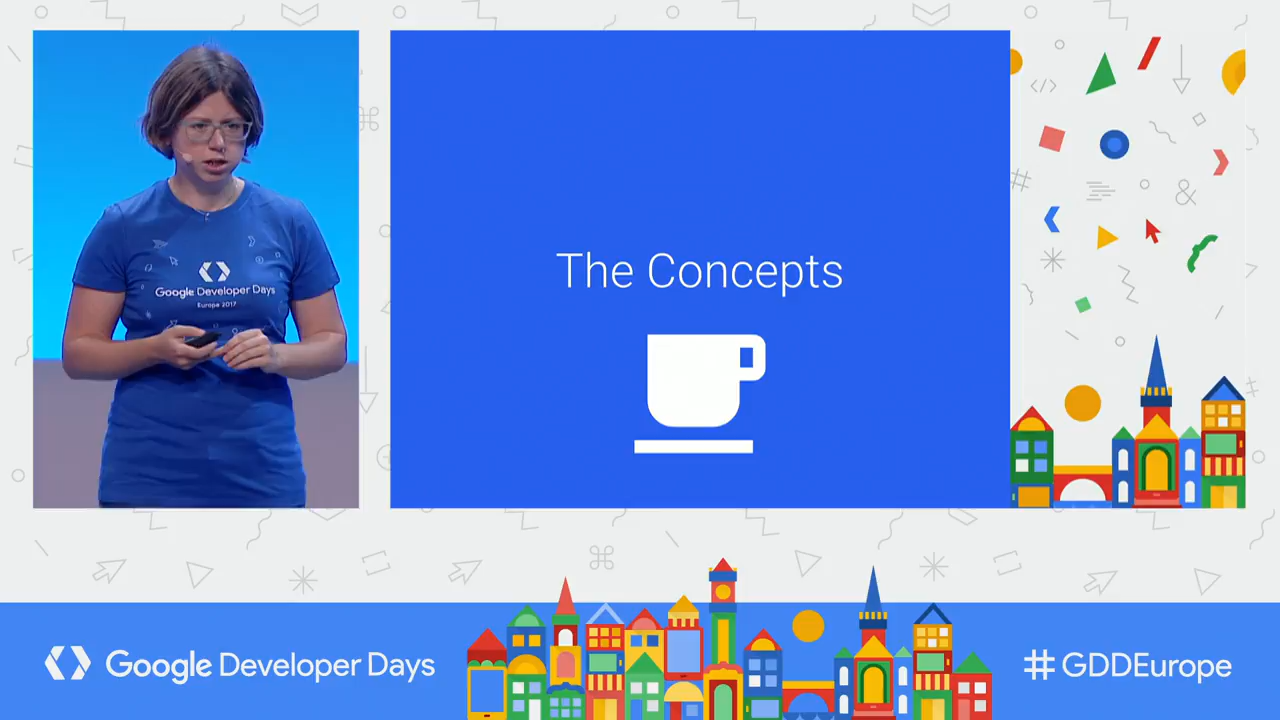 Google Developer Days
Europe 2017
The Concepts
</>
#
&
Google Developer Days
#GDDEurope